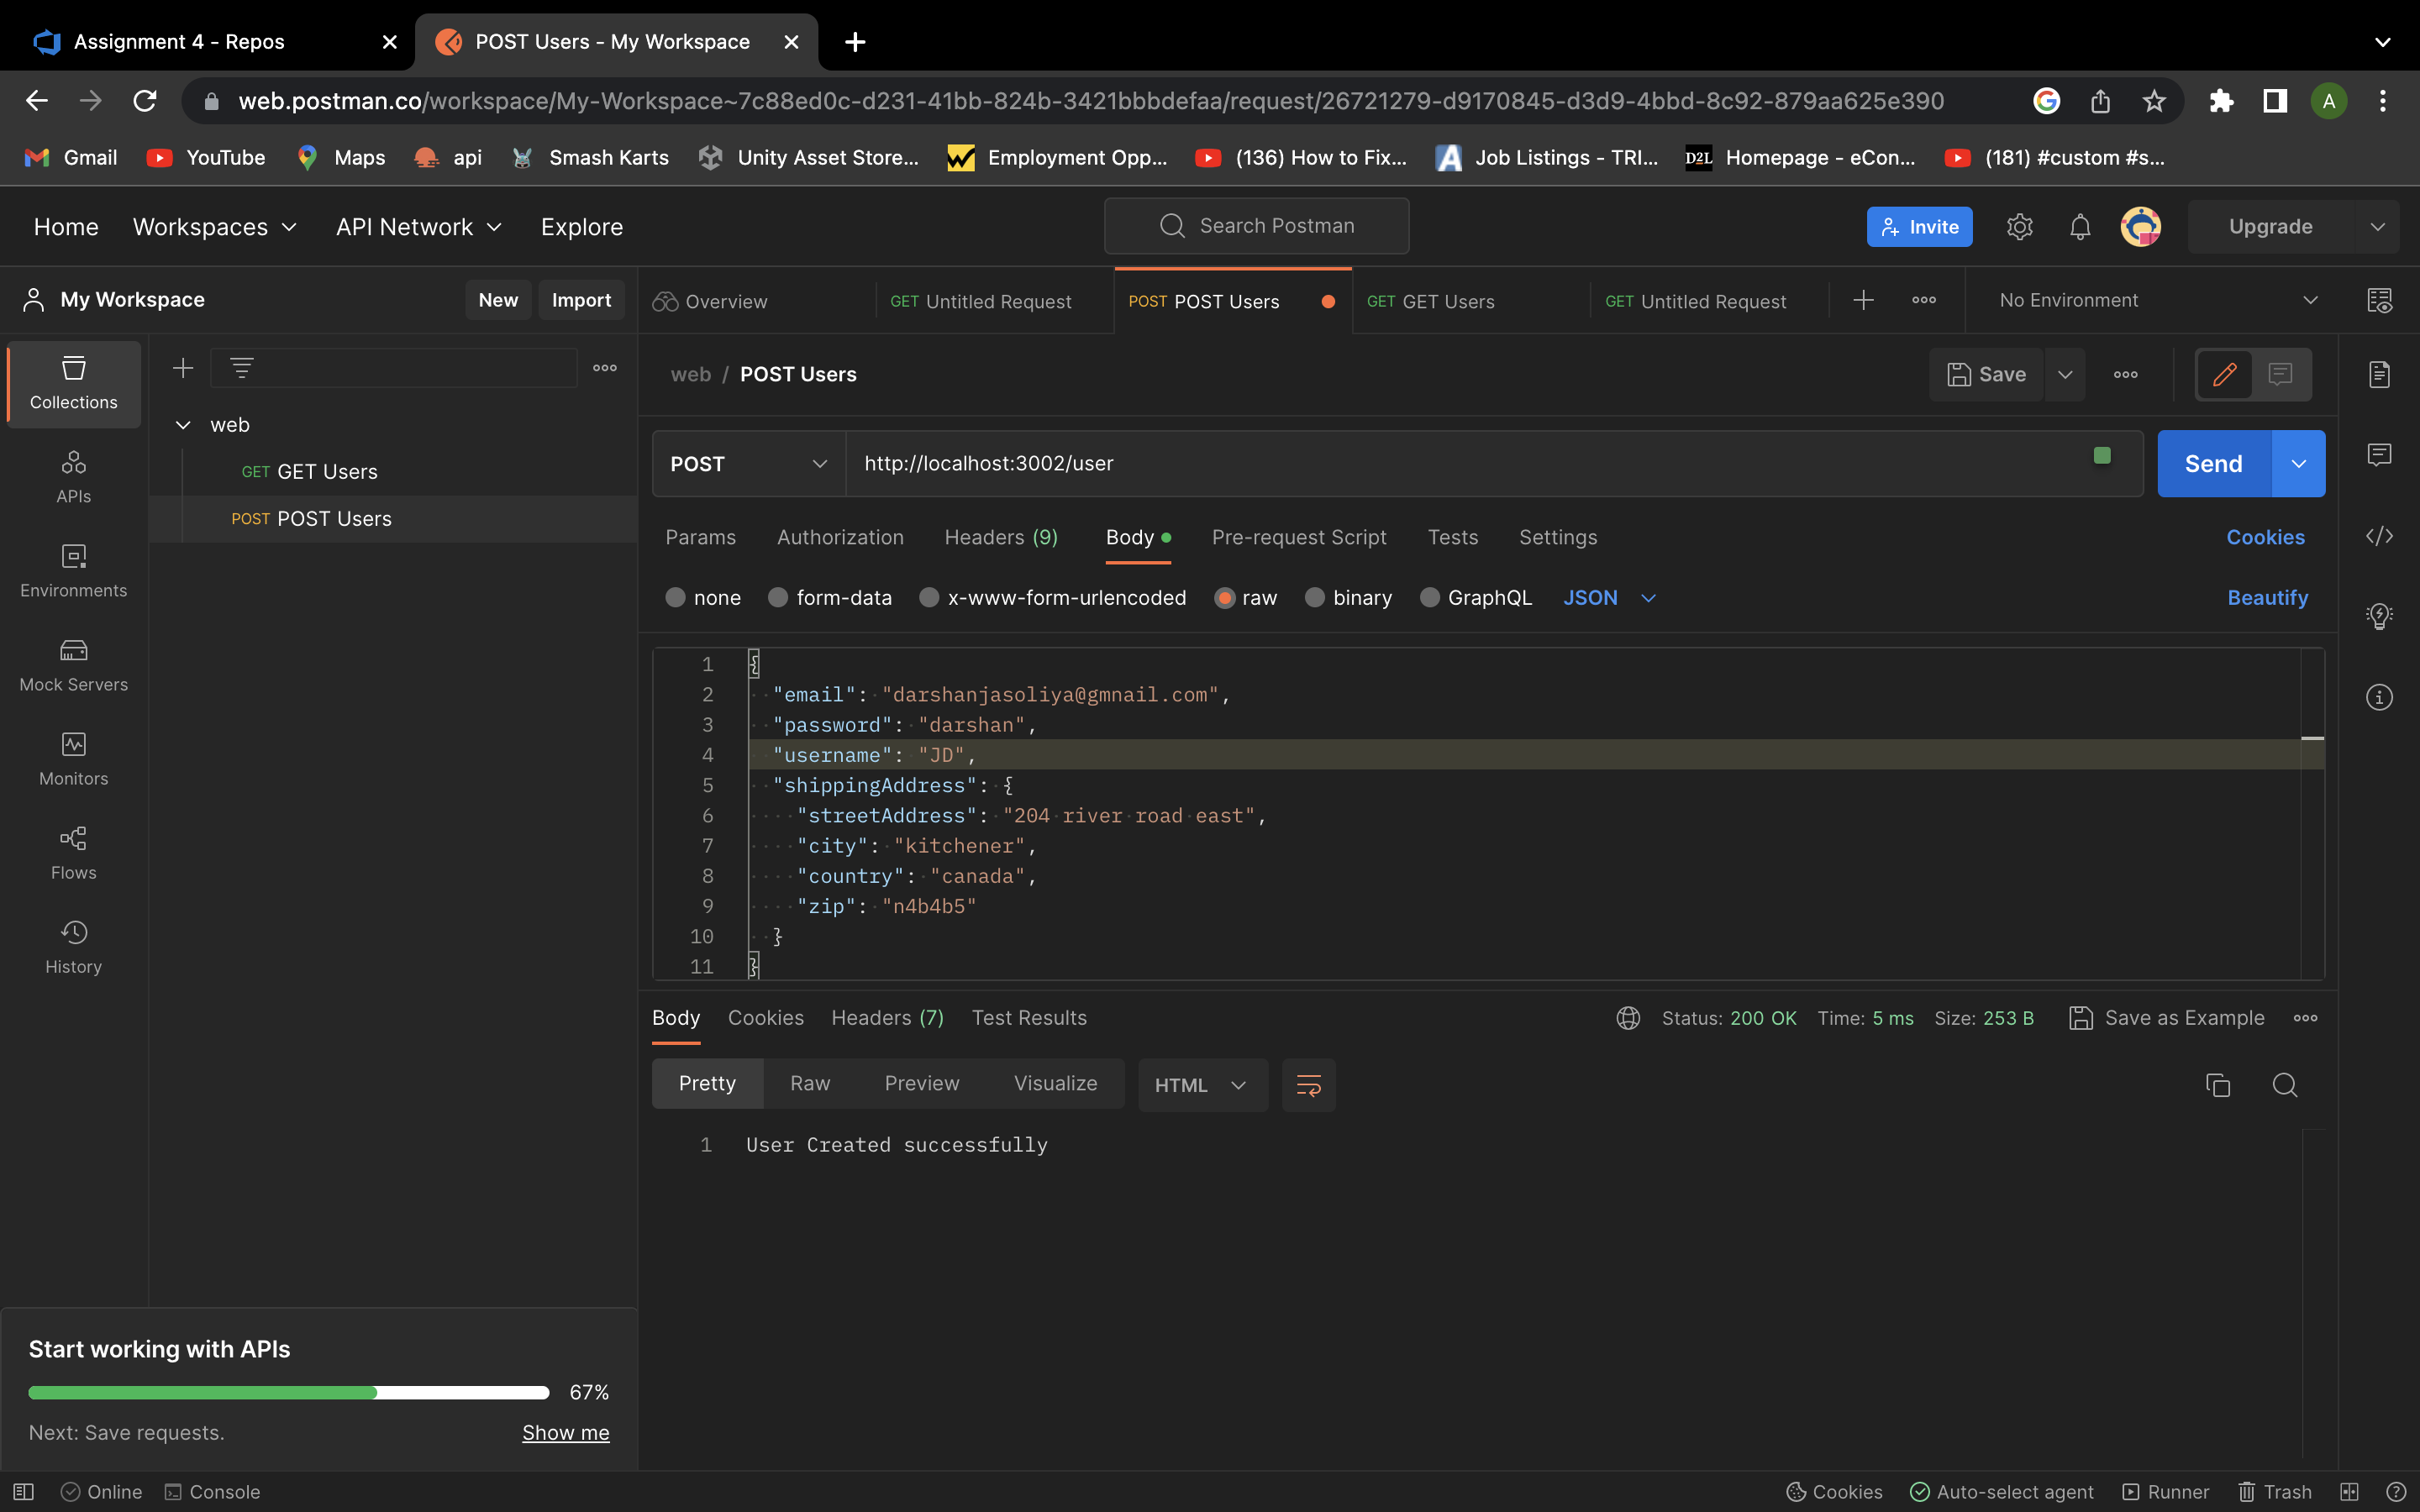 Assignment 4 - Repos
POST Users - My Workspace
web.postman.co/workspace/My-Workspace~7c88ed0c-d231-41bb-824b-3421bbbdefaa/request/26721279-d9170845-d3d9-4bbd-8c92-879aa625e390
A
Gmail YouTube Maps api Smash Karts Unity Asset Store... Employment Opp... (136) How to Fix... Job Listings - TRI... D2L Homepage - eCon... (181) #custom #s...
Home Workspaces API Network Explore Search Postman Invite Upgrade
My Workspace New Import
Overview GET Untitled Request POST POST Users GET GET Users GET Untitled Request No Environment
Collections
APIs
Environments
Mock Servers
Monitors
Flows
History
web
GET GET Users
POST POST Users
web / POST Users Save
POST http://localhost:3002/user Send
Params Authorization Headers (9) Body Pre-request Script Tests Settings Cookies
none form-data x-www-form-urlencoded raw binary GraphQL JSON Beautify
1 {
2 "email": "darshanjasoliya@gmnail.com",
3 "password": "darshan",
4 "username": "JD",
5 "shippingAddress": {
6 "streetAddress": "204 river road east",
7 "city": "kitchener",
8 "country": "canada",
9 "zip": "n4b4b5"
10 }
11 }
Body Cookies Headers (7) Test Results Status: 200 OK Time: 5 ms Size: 253 B Save as Example
Pretty Raw Preview Visualize HTML
1 User Created successfully
Start working with APIs
67%
Next: Save requests. Show me
Online Console Cookies Auto-select agent Runner Trash